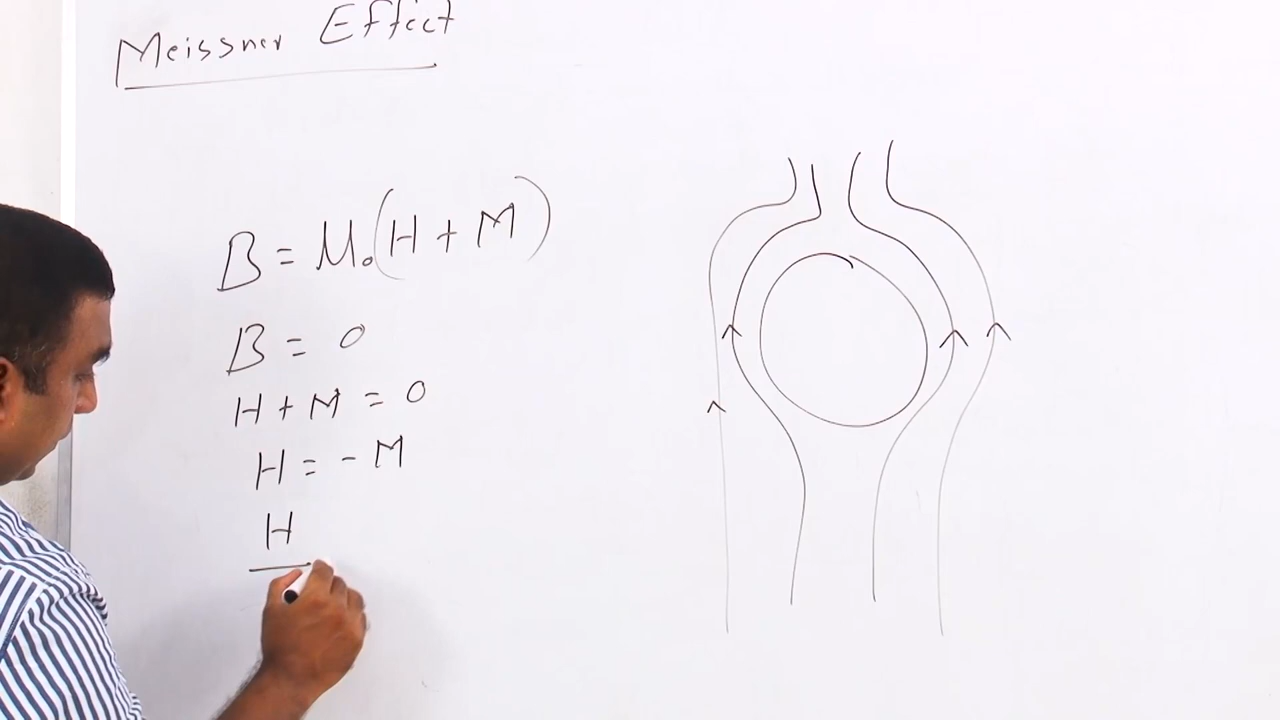 Meissner Effect
B = μ₀(H + M)
B = 0
H + M = 0
H = - M
H